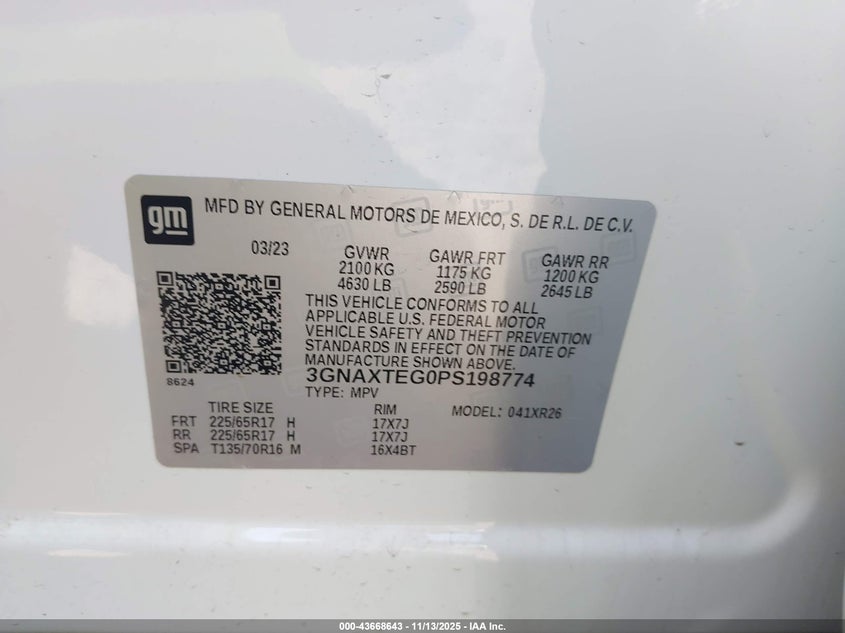 gm
MFD BY GENERAL MOTORS DE MEXICO, S. DE R.L. DE C.V.
03/23 GVWR GAWR FRT GAWR RR
2100 KG 1175 KG 1200 KG
4630 LB 2590 LB 2645 LB
THIS VEHICLE CONFORMS TO ALL
APPLICABLE U.S. FEDERAL MOTOR
VEHICLE SAFETY AND THEFT PREVENTION
STANDARDS IN EFFECT ON THE DATE OF
MANUFACTURE SHOWN ABOVE.
8624
3GNAXTEG0PS198774
TYPE: MPV
TIRE SIZE RIM MODEL: 041XR26
FRT 225/65R17 H 17X7J
RR 225/65R17 H 17X7J
SPA T135/70R16 M 16X4BT
000-43668643 - 11/13/2025 - IAA Inc.